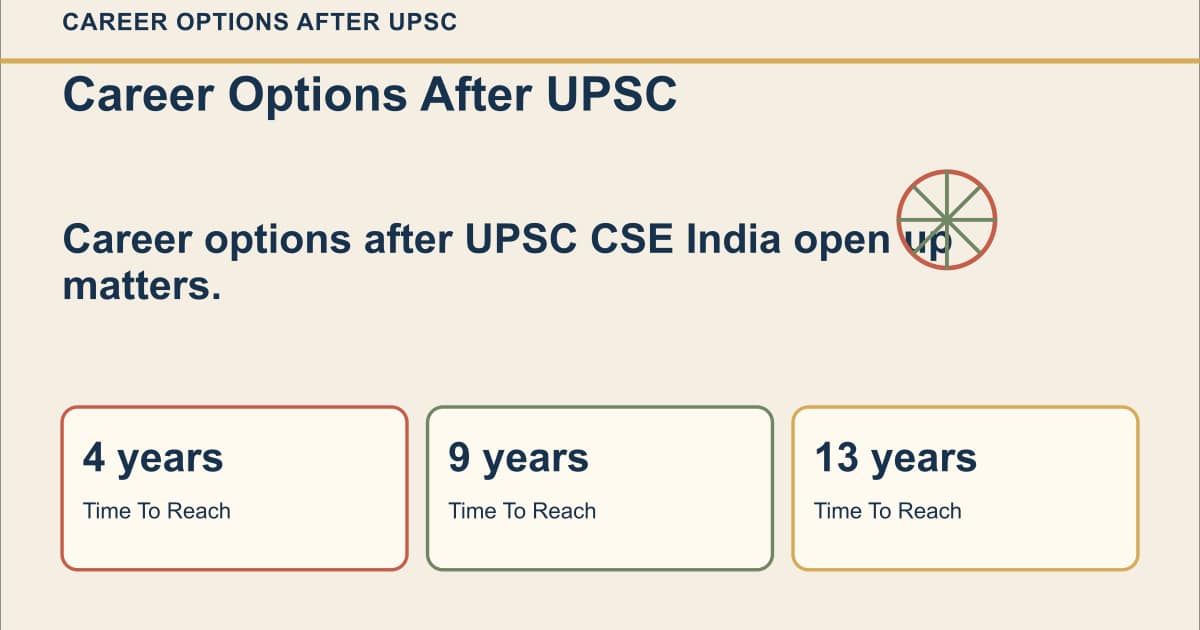 CAREER OPTIONS AFTER UPSC
Career Options After UPSC
Career options after UPSC CSE India open up
matters.
4 years
Time To Reach
9 years
Time To Reach
13 years
Time To Reach